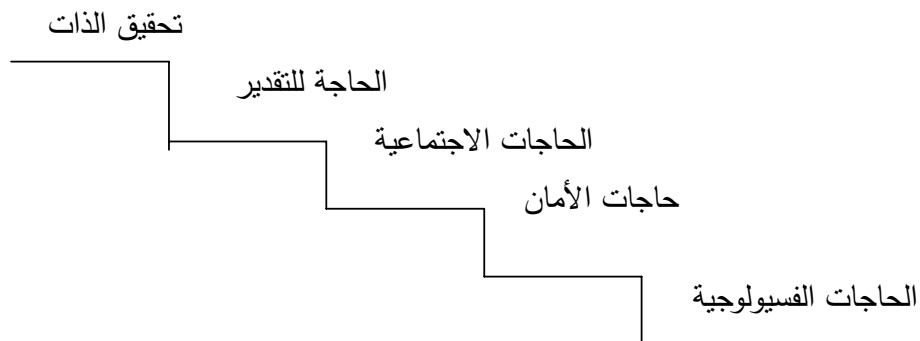 تحقيق الذات
الحاجة للتقدير
الحاجات الاجتماعية
حاجات الأمان
الحاجات الفسيولوجية